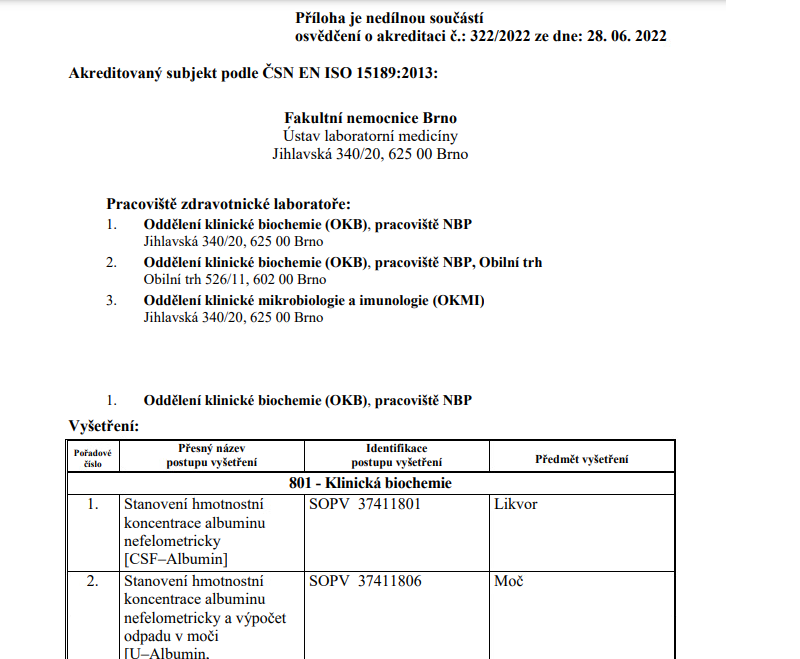 Příloha je nedílnou součástí
osvědčení o akreditaci č.: 322/2022 ze dne: 28. 06. 2022
Akreditovaný subjekt podle ČSN EN ISO 15189:2013:
Fakultní nemocnice Brno
Ústav laboratorní medicíny
Jihlavská 340/20, 625 00 Brno
Pracoviště zdravotnické laboratoře:
1. Oddělení klinické biochemie (OKB), pracoviště NBP
Jihlavská 340/20, 625 00 Brno
2. Oddělení klinické biochemie (OKB), pracoviště NBP, Obilní trh
Obilní trh 526/11, 602 00 Brno
3. Oddělení klinické mikrobiologie a imunologie (OKMI)
Jihlavská 340/20, 625 00 Brno
1. Oddělení klinické biochemie (OKB), pracoviště NBP
Vyšetření:
Pořadové
číslo
Přesný název
postupu vyšetření
Identifikace
postupu vyšetření
Předmět vyšetření
801 - Klinická biochemie
1.
Stanovení hmotnostní
koncentrace albuminu
nefelometricky
[CSF–Albumin]
SOPV 37411801
Likvor
2.
Stanovení hmotnostní
koncentrace albuminu
nefelometricky a výpočet
odpadu v moči
[U–Albumin,
SOPV 37411806
Moč